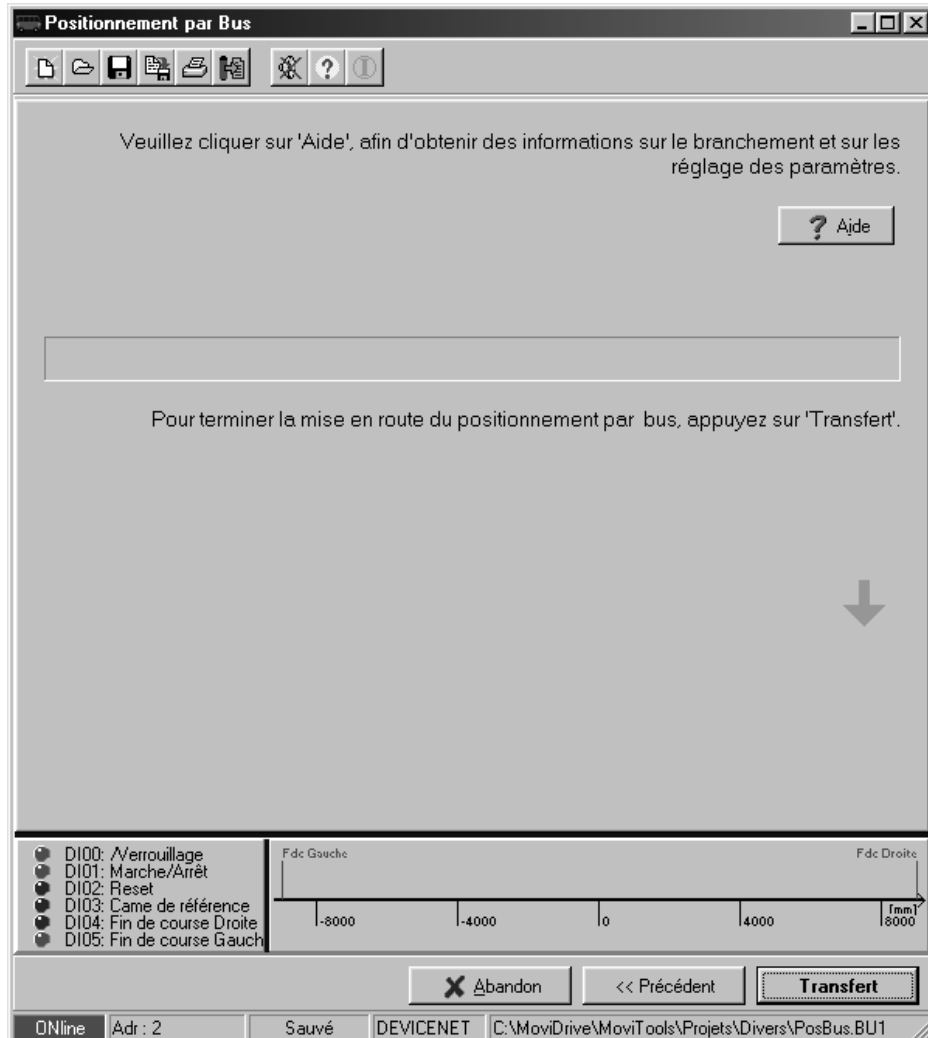 Positionnement par Bus
Veuillez cliquer sur 'Aide', afin d'obtenir des informations sur le branchement et sur les
réglage des paramètres.
? Aide
Pour terminer la mise en route du positionnement par bus, appuyez sur 'Transfert'.
DI00: /Verrouillage
DI01: Marche/Arrêt
DI02: Reset
DI03: Came de référence
DI04: Fin de course Droite
DI05: Fin de course Gauch
Fdc Gauche
Fdc Droite
-8000 -4000 0 4000 8000
[mm]
Abandon
<< Précédent
Transfert
ONline Adr : 2 Sauvé DEVICENET C:\MoviDrive\MoviTools\Projets\Divers\PosBus.BU1